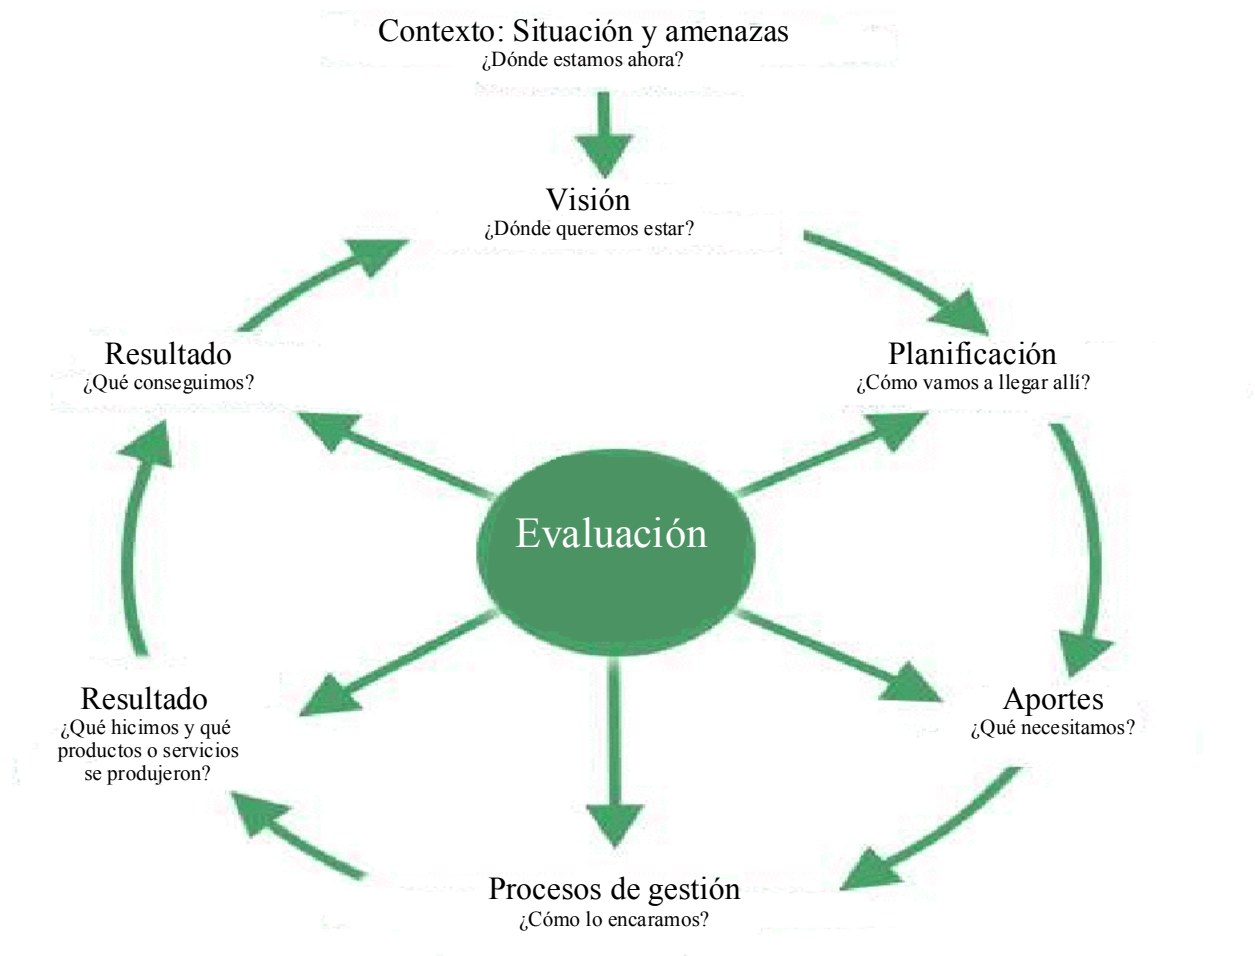 Contexto: Situación y amenazas
¿Dónde estamos ahora?
Visión
¿Dónde queremos estar?
Resultado
¿Qué conseguimos?
Planificación
¿Cómo vamos a llegar allí?
Evaluación
Resultado
¿Qué hicimos y qué
productos o servicios
se produjeron?
Aportes
¿Qué necesitamos?
Procesos de gestión
¿Cómo lo encaramos?